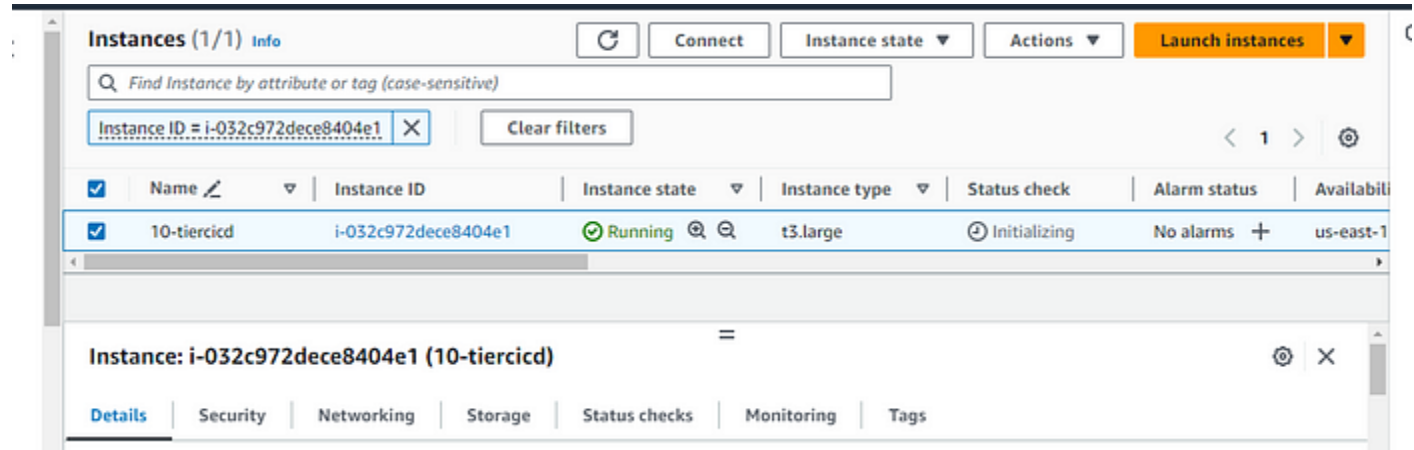 Instances (1/1) Info Connect Instance state Actions Launch instances
Find Instance by attribute or tag (case-sensitive)
Instance ID = i-032c972dece8404e1 Clear filters
1
Name Instance ID Instance state Instance type Status check Alarm status Availabili
10-tiercicd i-032c972dece8404e1 Running t3.large Initializing No alarms us-east-1
Instance: i-032c972dece8404e1 (10-tiercicd)
Details Security Networking Storage Status checks Monitoring Tags